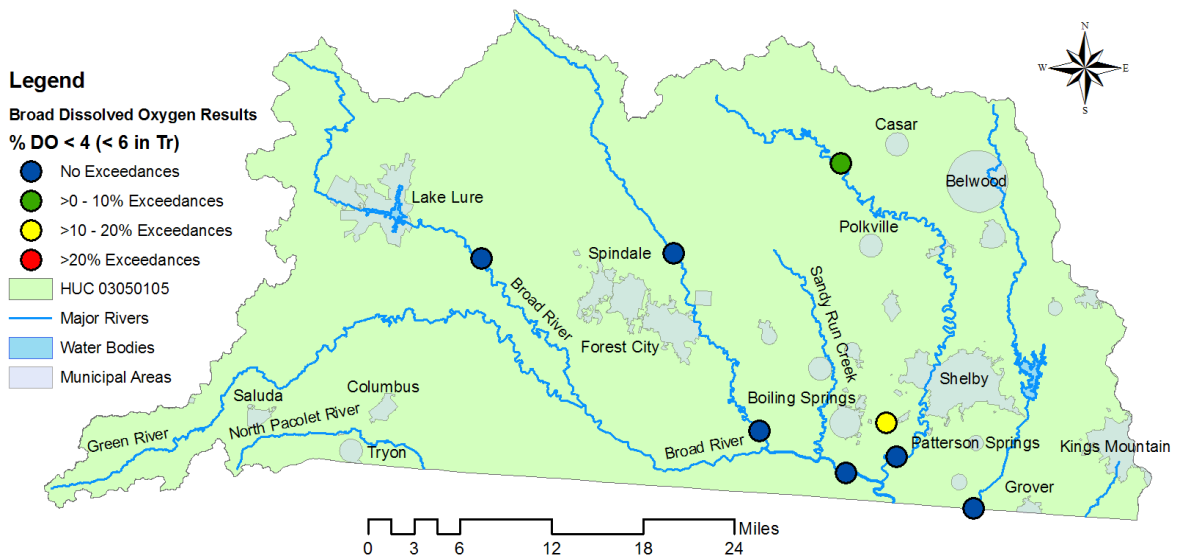 Legend
Broad Dissolved Oxygen Results
% DO < 4 (< 6 in Tr)
No Exceedances
>0 - 10% Exceedances
>10 - 20% Exceedances
>20% Exceedances
HUC 03050105
Major Rivers
Water Bodies
Municipal Areas
N
W
E
S
Casar
Belwood
Lake Lure
Polkville
Spindale
Sandy Run Creek
Broad River
Forest City
Shelby
Columbus
Saluda
Boiling Springs
North Pacolet River
Green River
Broad River
Patterson Springs
Kings Mountain
Tryon
Grover
Miles
0 3 6 12 18 24